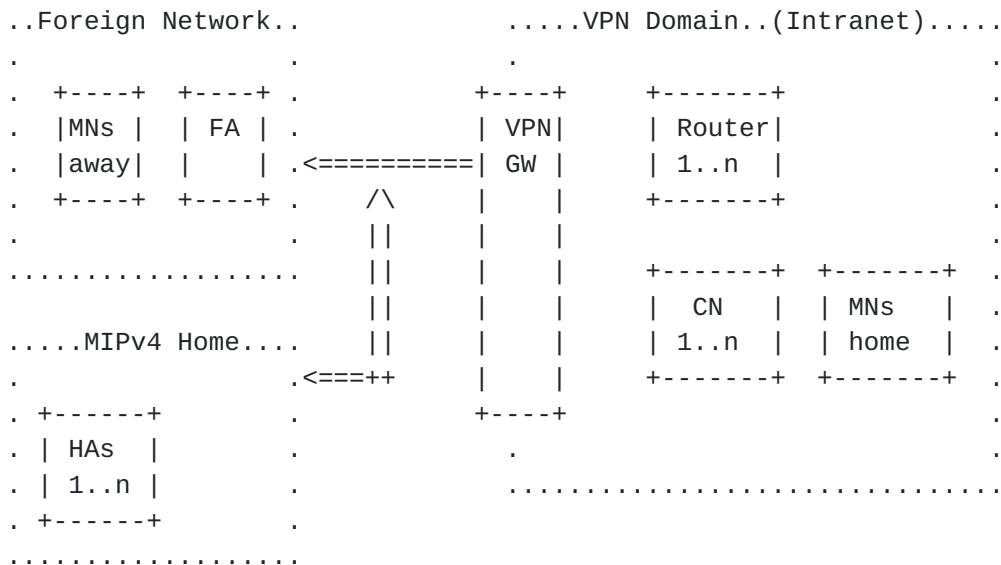 ..Foreign Network..             .....VPN Domain..(Intranet).....
.                 .             .                              .
.  +----+  +----+ .           +----+     +-------+             .
.  |MNs |  | FA | .           | VPN|     | Router|             .
.  |away|  |    | .<==========| GW |     | 1..n  |             .
.  +----+  +----+ .    /\     |    |     +-------+             .
.                 .    ||     |    |                           .
...................    ||     |    |     +-------+  +-------+  .
                       ||     |    |     |  CN   |  | MNs   |  .
.....MIPv4 Home....    ||     |    |     | 1..n  |  | home  |  .
.                 .<===++     |    |     +-------+  +-------+  .
. +------+        .           +----+                           .
. | HAs  |        .             .                              .
. | 1..n |        .             ................................
. +------+        .
...................